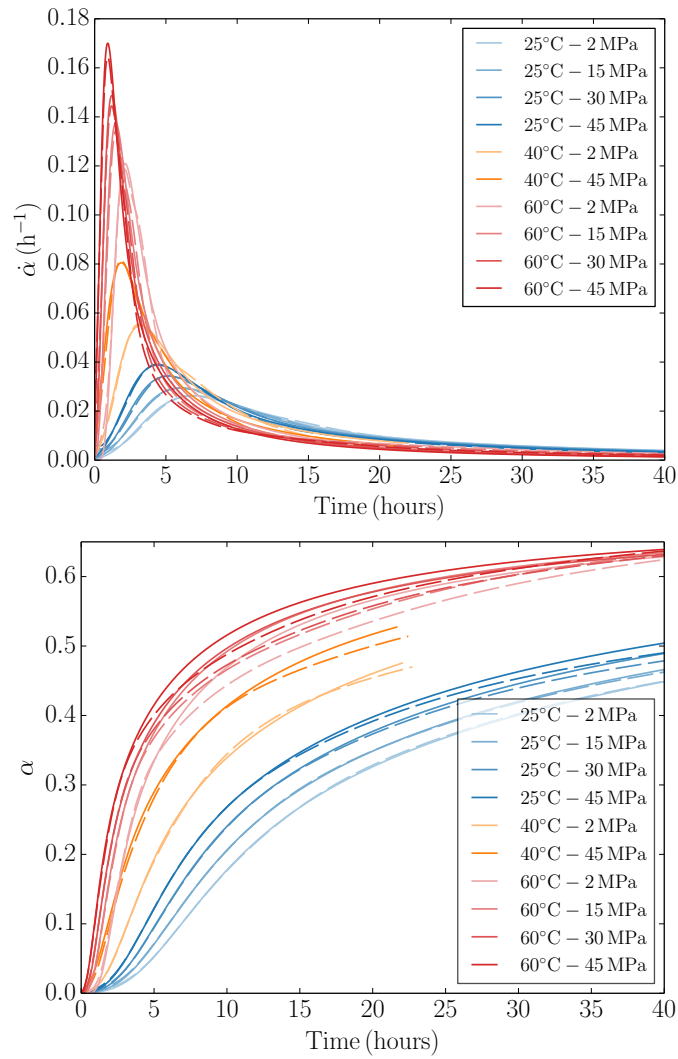 0.18
0.16
0.14
0.12
0.10
0.08
0.06
0.04
0.02
0.00
α̇ (h⁻¹)
25°C − 2 MPa
25°C − 15 MPa
25°C − 30 MPa
25°C − 45 MPa
40°C − 2 MPa
40°C − 45 MPa
60°C − 2 MPa
60°C − 15 MPa
60°C − 30 MPa
60°C − 45 MPa
0 5 10 15 20 25 30 35 40
Time (hours)
0.6
0.5
0.4
0.3
0.2
0.1
0.0
α
25°C − 2 MPa
25°C − 15 MPa
25°C − 30 MPa
25°C − 45 MPa
40°C − 2 MPa
40°C − 45 MPa
60°C − 2 MPa
60°C − 15 MPa
60°C − 30 MPa
60°C − 45 MPa
0 5 10 15 20 25 30 35 40
Time (hours)